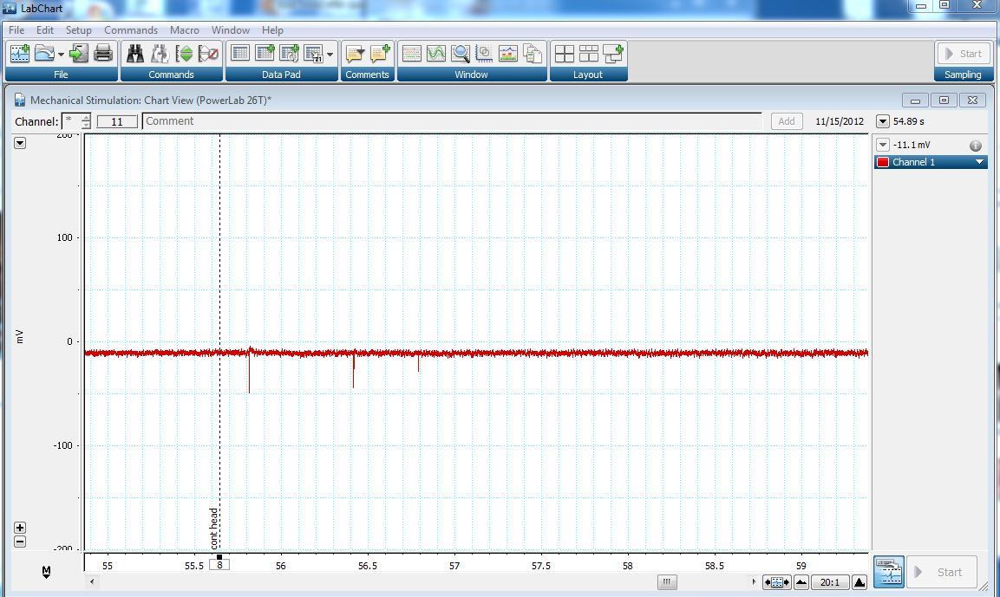 LabChart
File Edit Setup Commands Macro Window Help
Start
File Commands Data Pad Comments Window Layout Sampling
Mechanical Stimulation: Chart View (PowerLab 26T)*
Channel: * 11 Comment Add 11/15/2012 54.89 s
200
-11.1 mV
Channel 1
100
mV
0
-100
cont head
-200
55 55.5 8 56 56.5 57 57.5 58 58.5 59
M
20:1
Start